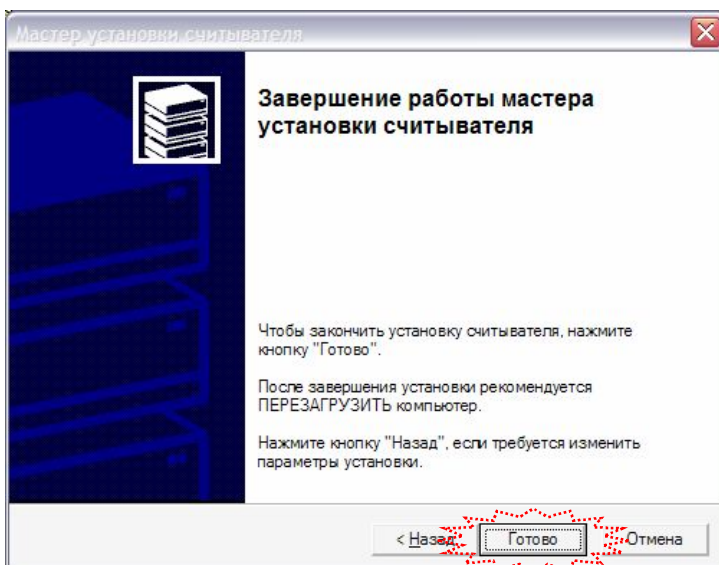 Мастер установки считывателя
Завершение работы мастера
установки считывателя
Чтобы закончить установку считывателя, нажмите
кнопку "Готово".
После завершения установки рекомендуется
ПЕРЕЗАГРУЗИТЬ компьютер.
Нажмите кнопку "Назад", если требуется изменить
параметры установки.
< Назад Готово Отмена